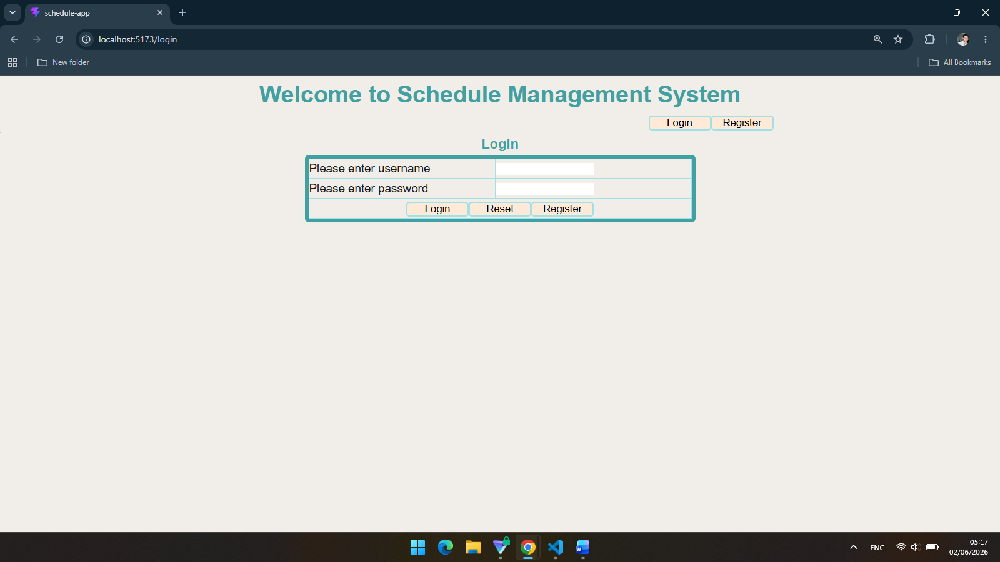 schedule-app
localhost:5173/login
New folder
All Bookmarks
Welcome to Schedule Management System
Login Register
Login
Please enter username
Please enter password
Login Reset Register
ENG
05:17
02/06/2026